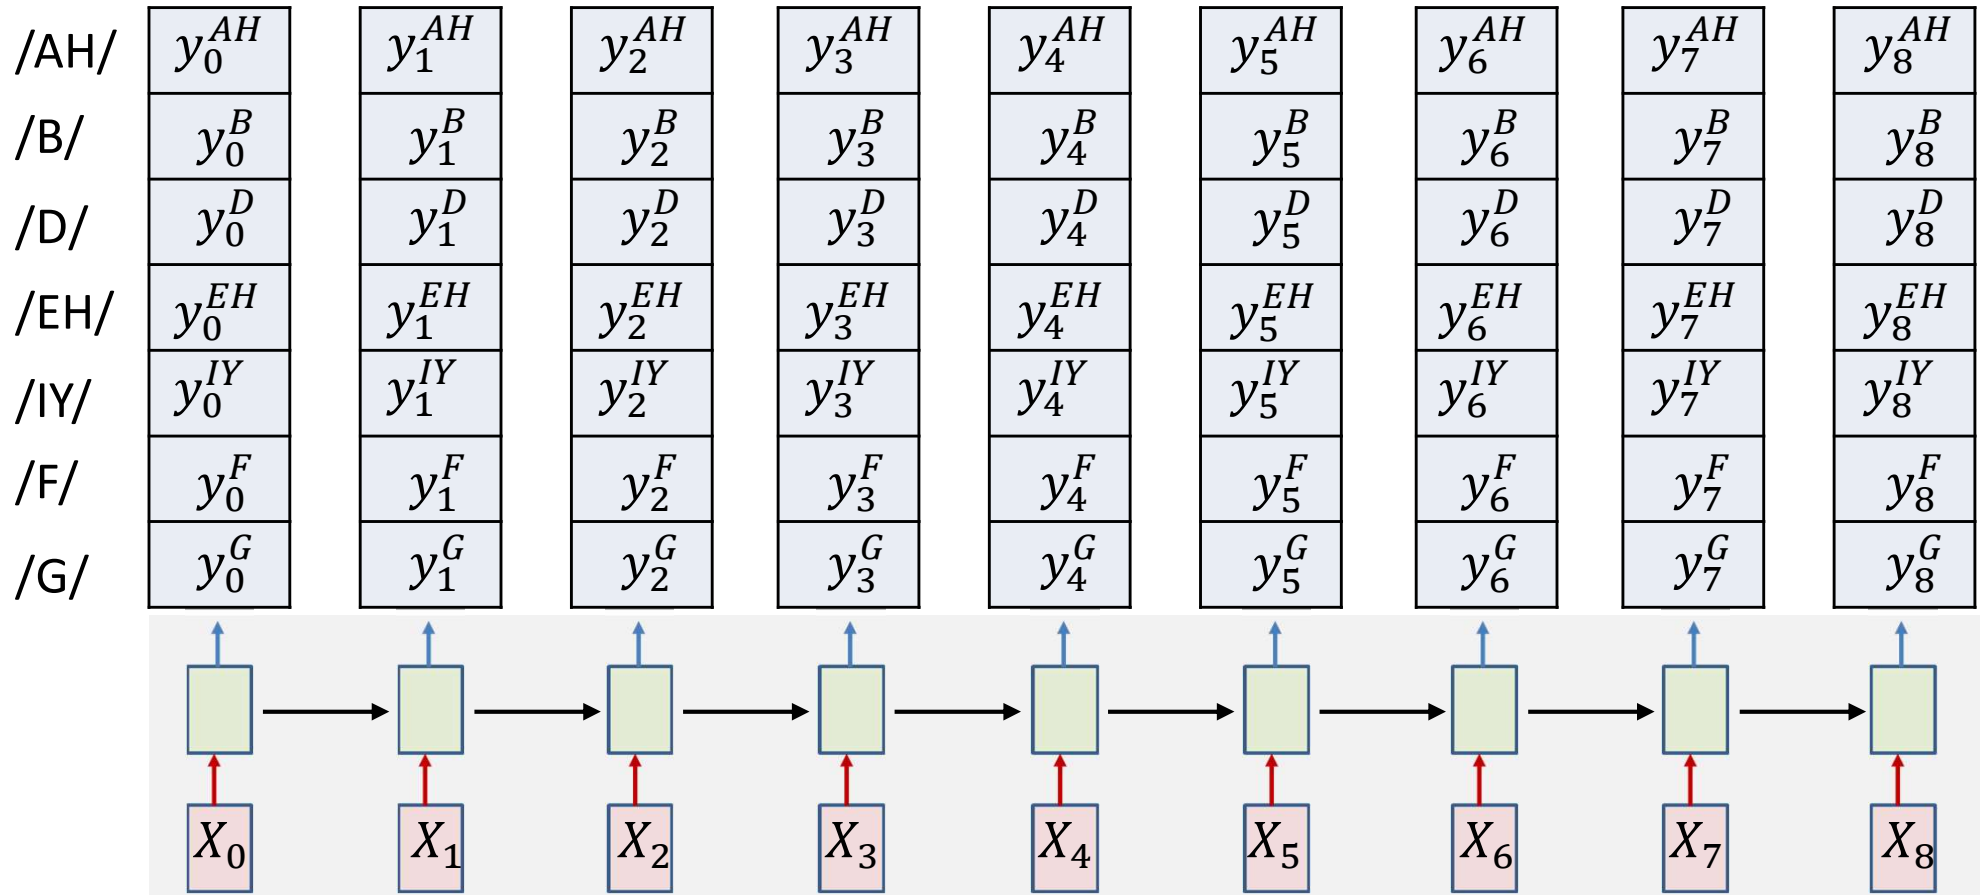 /AH/ y_0^{AH} y_1^{AH} y_2^{AH} y_3^{AH} y_4^{AH} y_5^{AH} y_6^{AH} y_7^{AH} y_8^{AH}
/B/ y_0^B y_1^B y_2^B y_3^B y_4^B y_5^B y_6^B y_7^B y_8^B
/D/ y_0^D y_1^D y_2^D y_3^D y_4^D y_5^D y_6^D y_7^D y_8^D
/EH/ y_0^{EH} y_1^{EH} y_2^{EH} y_3^{EH} y_4^{EH} y_5^{EH} y_6^{EH} y_7^{EH} y_8^{EH}
/IY/ y_0^{IY} y_1^{IY} y_2^{IY} y_3^{IY} y_4^{IY} y_5^{IY} y_6^{IY} y_7^{IY} y_8^{IY}
/F/ y_0^F y_1^F y_2^F y_3^F y_4^F y_5^F y_6^F y_7^F y_8^F
/G/ y_0^G y_1^G y_2^G y_3^G y_4^G y_5^G y_6^G y_7^G y_8^G
X_0 X_1 X_2 X_3 X_4 X_5 X_6 X_7 X_8